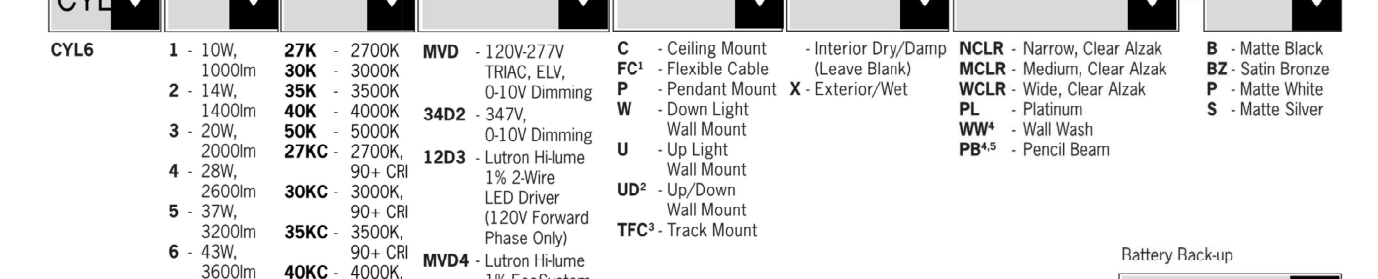 CYL6
1 - 10W,
1000lm
2 - 14W,
1400lm
3 - 20W,
2000lm
4 - 28W,
2600lm
5 - 37W,
3200lm
6 - 43W,
3600lm
27K - 2700K
30K - 3000K
35K - 3500K
40K - 4000K
50K - 5000K
27KC - 2700K,
90+ CRI
30KC - 3000K,
90+ CRI
35KC - 3500K,
90+ CRI
40KC - 4000K,
MVD - 120V-277V
TRIAC, ELV,
0-10V Dimming
34D2 - 347V,
0-10V Dimming
12D3 - Lutron Hi-lume
1% 2-Wire
LED Driver
(120V Forward
Phase Only)
MVD4 - Lutron Hi-lume
1% EcoSystem
C - Ceiling Mount
FC¹ - Flexible Cable
P - Pendant Mount
W - Down Light
Wall Mount
U - Up Light
Wall Mount
UD² - Up/Down
Wall Mount
TFC³ - Track Mount
- Interior Dry/Damp
(Leave Blank)
X - Exterior/Wet
NCLR - Narrow, Clear Alzak
MCLR - Medium, Clear Alzak
WCLR - Wide, Clear Alzak
PL - Platinum
WW⁴ - Wall Wash
PB⁴,⁵ - Pencil Beam
B - Matte Black
BZ - Satin Bronze
P - Matte White
S - Matte Silver
Battery Back-up